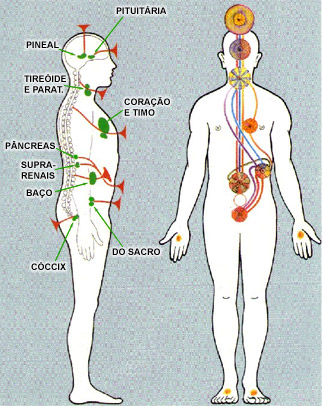 PITUITÁRIA
PINEAL
TIREÓIDE
E PARAT.
CORAÇÃO
E TIMO
PÂNCREAS
SUPRA-
RENAIS
BAÇO
DO SACRO
CÓCCIX